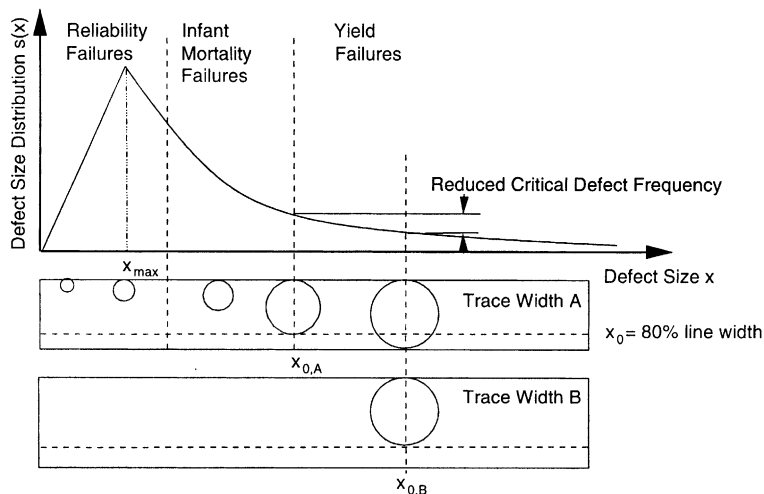 Defect Size Distribution s(x)
Reliability
Failures
Infant
Mortality
Failures
Yield
Failures
Reduced Critical Defect Frequency
x_max
Defect Size x
Trace Width A
x_0 = 80% line width
x_0,A
Trace Width B
x_0,B